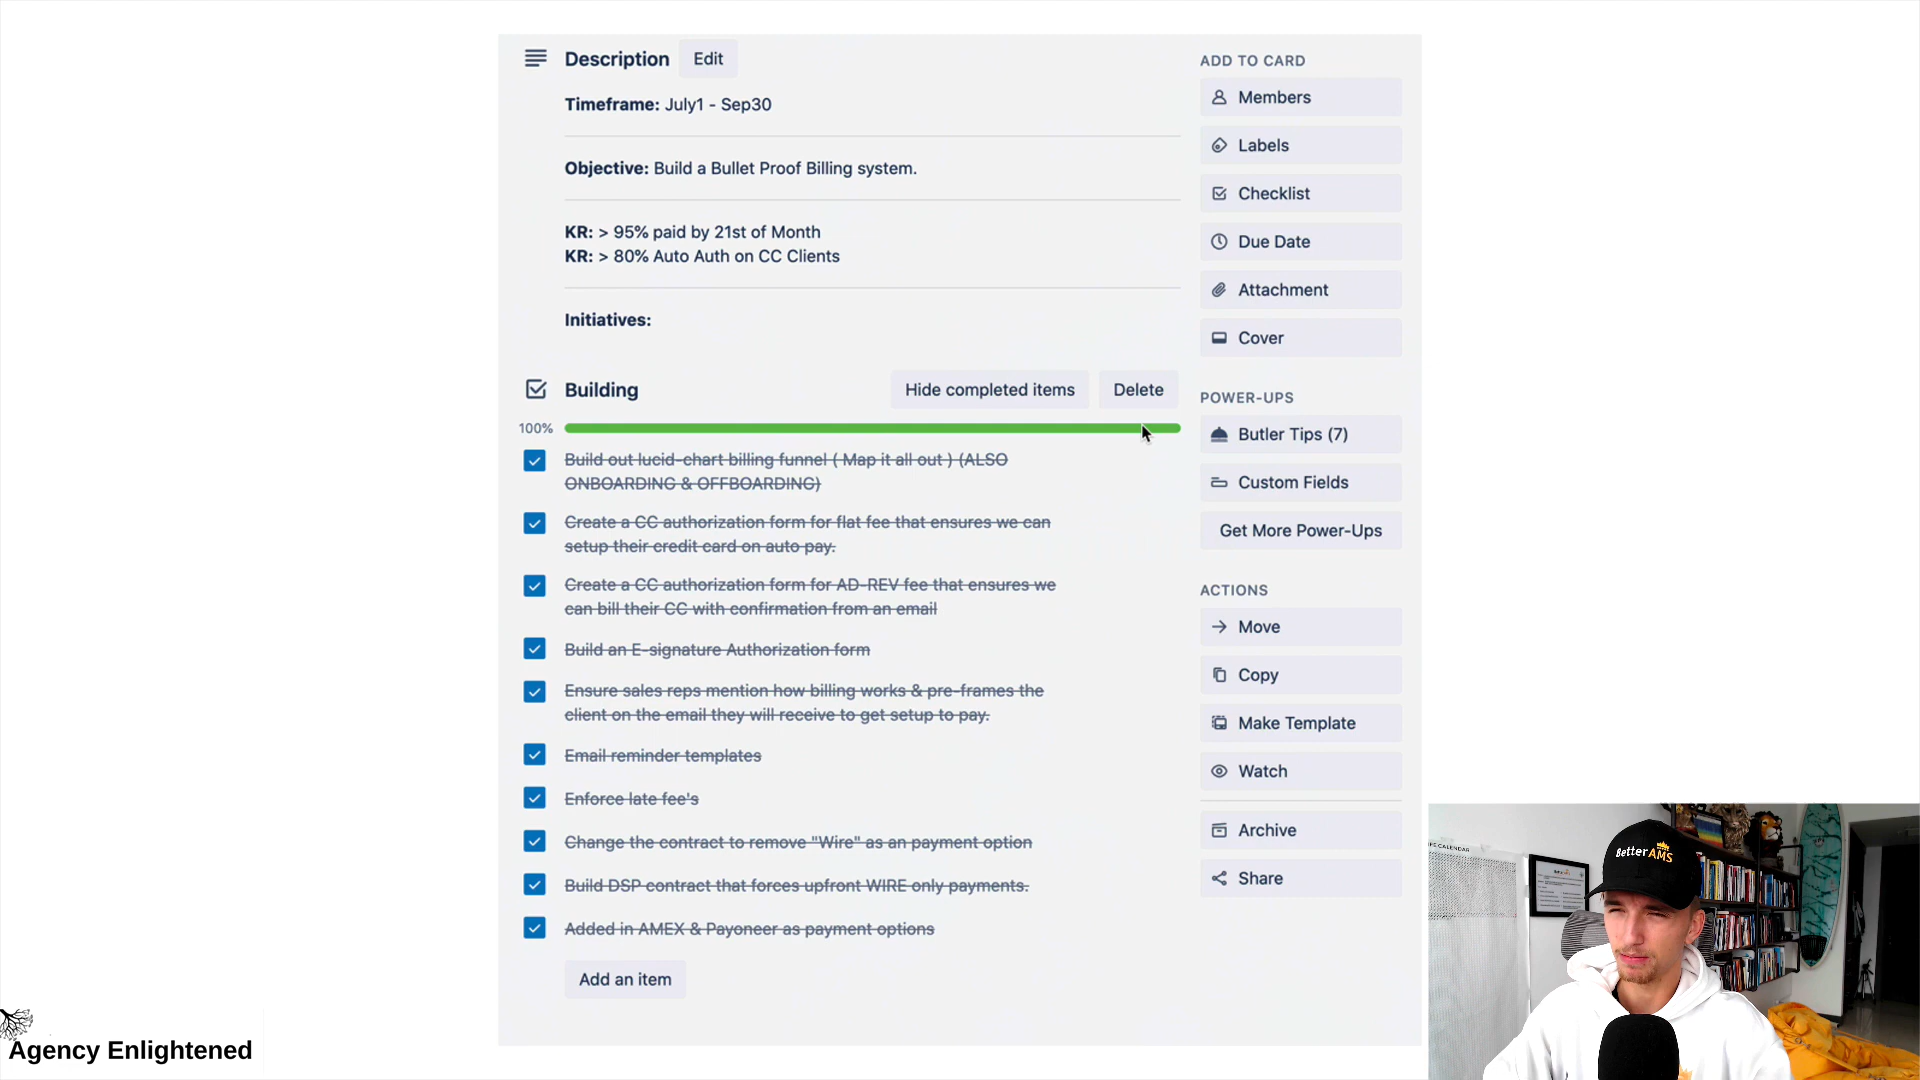 Description Edit
Timeframe: July1 - Sep30
Objective: Build a Bullet Proof Billing system.
KR: > 95% paid by 21st of Month
KR: > 80% Auto Auth on CC Clients
Initiatives:
Building Hide completed items Delete
100%
Build out lucid-chart billing funnel ( Map it all out ) (ALSO
ONBOARDING & OFFBOARDING)
Create a CC authorization form for flat fee that ensures we can
setup their credit card on auto pay.
Create a CC authorization form for AD-REV fee that ensures we
can bill their CC with confirmation from an email
Build an E-signature Authorization form
Ensure sales reps mention how billing works & pre-frames the
client on the email they will receive to get setup to pay.
Email reminder templates
Enforce late fee's
Change the contract to remove "Wire" as an payment option
Build DSP contract that forces upfront WIRE only payments.
Added in AMEX & Payoneer as payment options
Add an item
ADD TO CARD
Members
Labels
Checklist
Due Date
Attachment
Cover
POWER-UPS
Butler Tips (7)
Custom Fields
Get More Power-Ups
ACTIONS
Move
Copy
Make Template
Watch
Archive
Share
CALENDAR
BetterAMS
Agency Enlightened